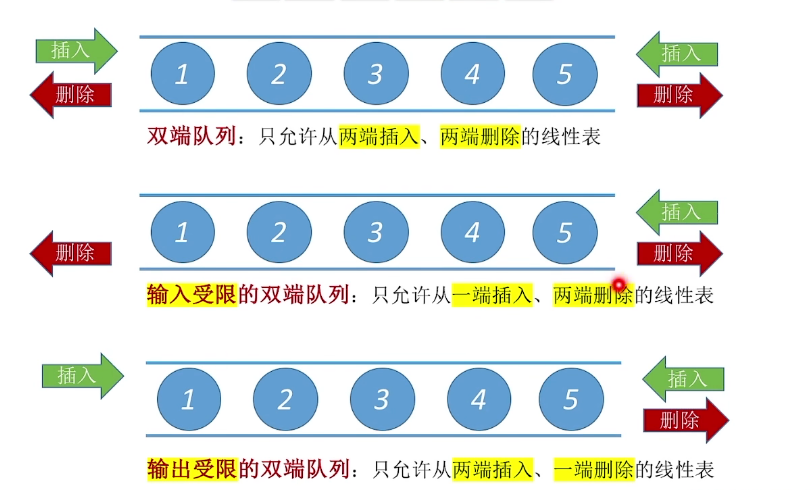 插入 1 2 3 4 5 插入
删除 删除
双端队列：只允许从两端插入、两端删除的线性表
1 2 3 4 5 插入
删除 删除
输入受限的双端队列：只允许从一端插入、两端删除的线性表
插入 1 2 3 4 5 插入
删除
输出受限的双端队列：只允许从两端插入、一端删除的线性表